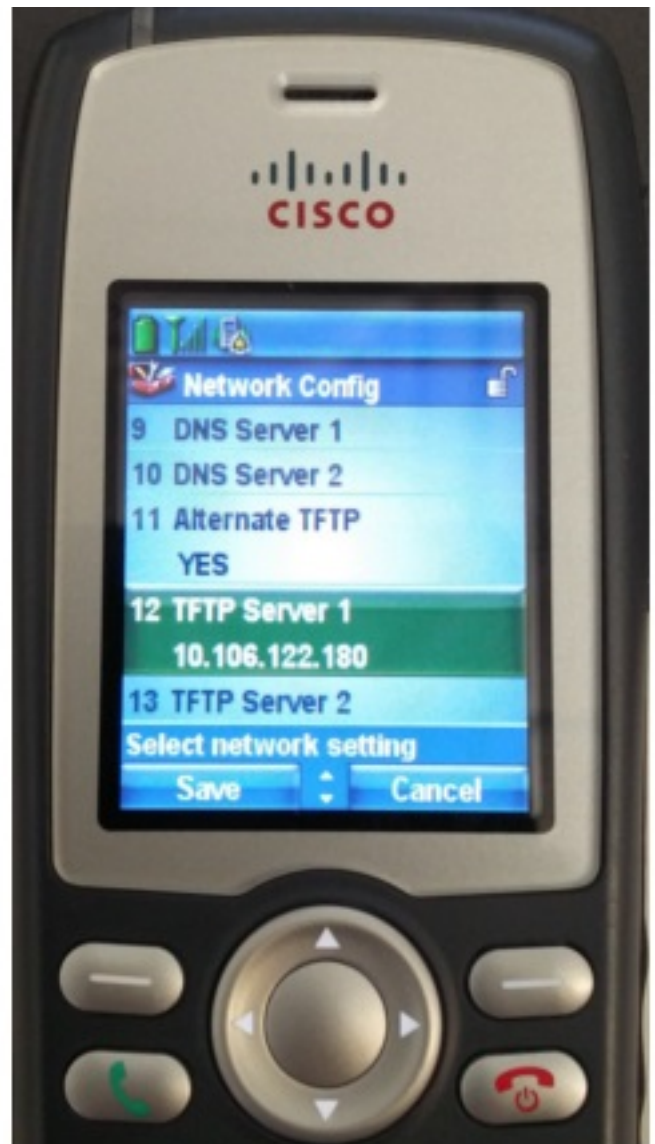 CISCO
Network Config
9 DNS Server 1
10 DNS Server 2
11 Alternate TFTP
YES
12 TFTP Server 1
10.106.122.180
13 TFTP Server 2
Select network setting
Save Cancel